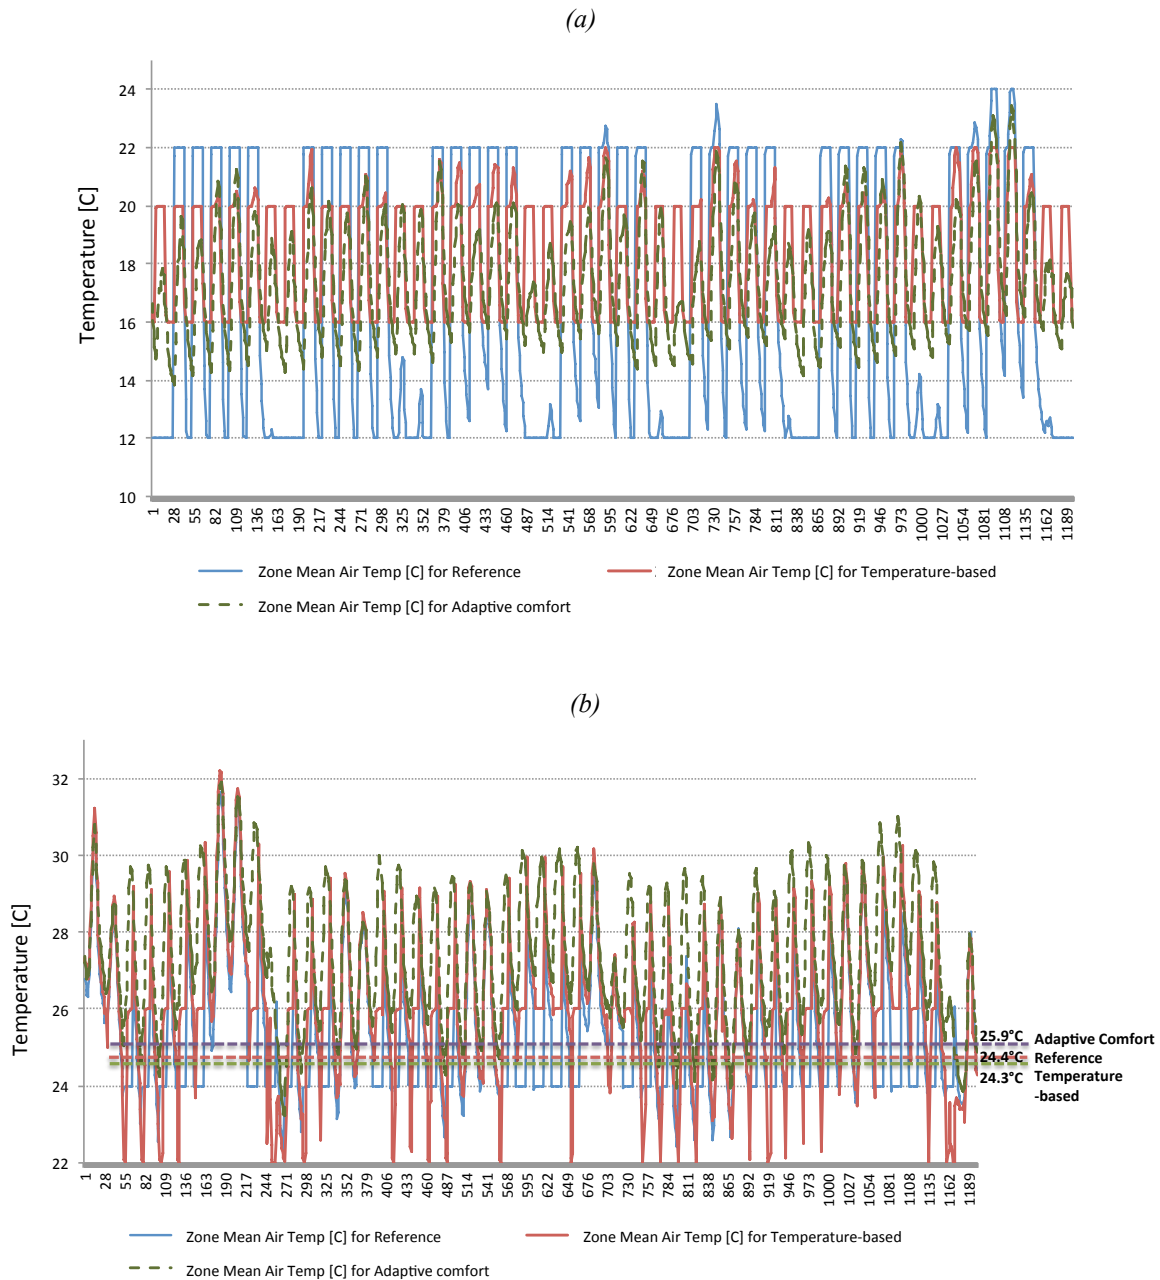 (a)
Temperature [C]
24
22
20
18
16
14
12
10
1 28 55 82 109 136 163 190 217 244 271 298 325 352 379 406 433 460 487 514 541 568 595 622 649 676 703 730 757 784 811 838 865 892 919 946 973 1000 1027 1054 1081 1108 1135 1162 1189
Zone Mean Air Temp [C] for Reference
Zone Mean Air Temp [C] for Temperature-based
Zone Mean Air Temp [C] for Adaptive comfort
(b)
Temperature [C]
32
30
28
26
24
22
25.9°C Adaptive Comfort
24.4°C Reference
24.3°C Temperature
-based
1 28 55 82 109 136 163 190 217 244 271 298 325 352 379 406 433 460 487 514 541 568 595 622 649 676 703 730 757 784 811 838 865 892 919 946 973 1000 1027 1054 1081 1108 1135 1162 1189
Zone Mean Air Temp [C] for Reference
Zone Mean Air Temp [C] for Temperature-based
Zone Mean Air Temp [C] for Adaptive comfort